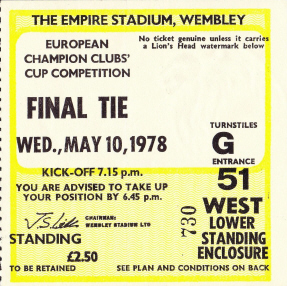 THE EMPIRE STADIUM, WEMBLEY
EUROPEAN
CHAMPION CLUBS'
CUP COMPETITION
No ticket genuine unless it carries
a Lion's Head watermark below
FINAL TIE
WED., MAY 10, 1978
KICK-OFF 7.15 p.m.
YOU ARE ADVISED TO TAKE UP
YOUR POSITION BY 6.45 p.m.
CHAIRMAN:
WEMBLEY STADIUM LTD
STANDING
£2.50
TO BE RETAINED
TURNSTILES
G
ENTRANCE
51
730
WEST
LOWER
STANDING
ENCLOSURE
SEE PLAN AND CONDITIONS ON BACK